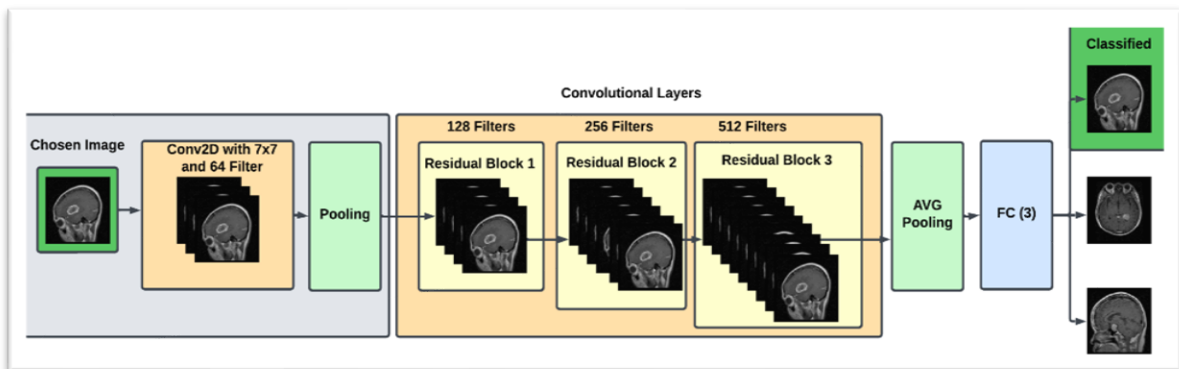 Classified
Convolutional Layers
128 Filters
256 Filters
512 Filters
Chosen Image
Conv2D with 7x7
and 64 Filter
Pooling
Residual Block 1
Residual Block 2
Residual Block 3
AVG
Pooling
FC (3)